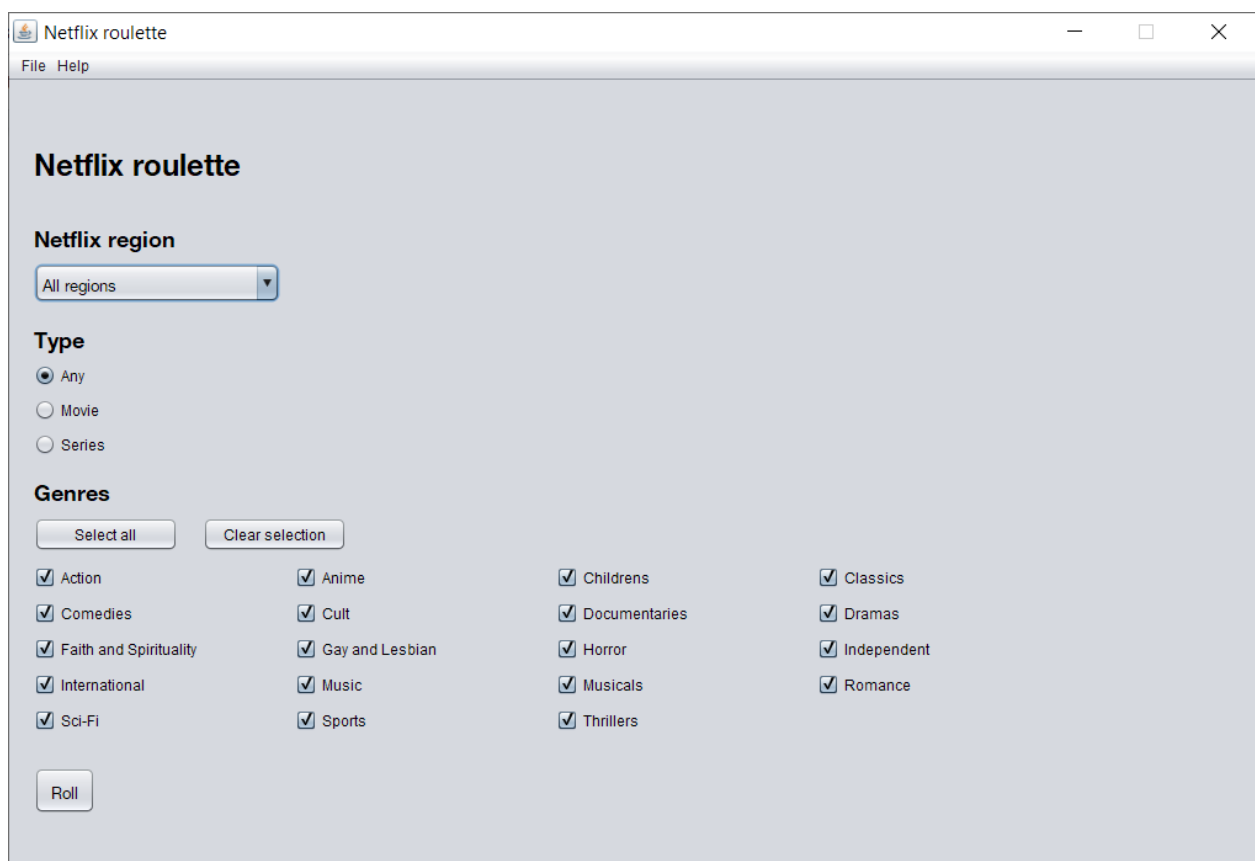 Netflix roulette
File Help
Netflix roulette
Netflix region
All regions
Type
Any
Movie
Series
Genres
Select all Clear selection
Action Anime Childrens Classics
Comedies Cult Documentaries Dramas
Faith and Spirituality Gay and Lesbian Horror Independent
International Music Musicals Romance
Sci-Fi Sports Thrillers
Roll